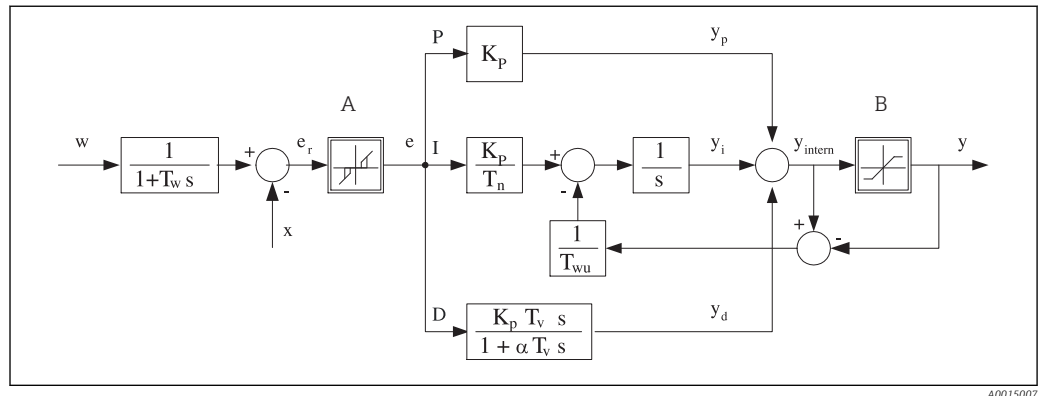 P
K_P
y_p
A
B
w
1
1+T_w s
+
-
e_r
e
I
K_P
T_n
+
-
1
s
y_i
y_intern
y
x
1
T_wu
+
-
D
K_p T_v s
1 + α T_v s
y_d
A0015007